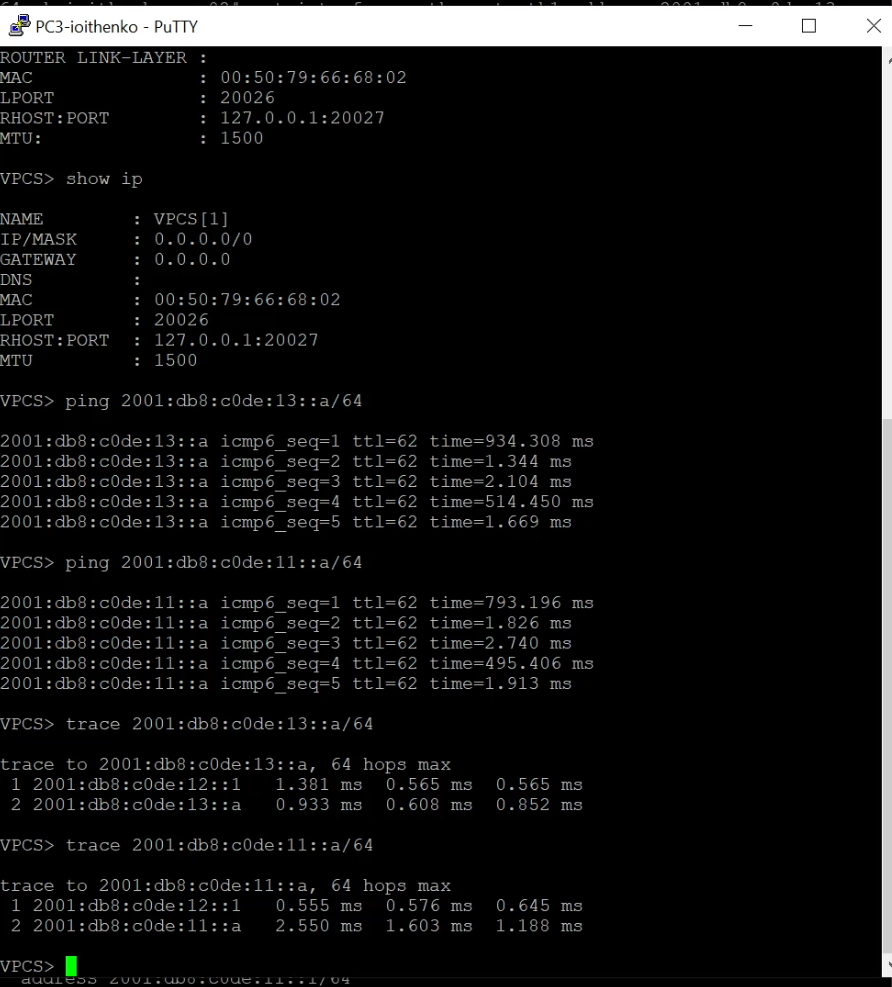 PC3-ioithenko - PuTTY
ROUTER LINK-LAYER :
MAC : 00:50:79:66:68:02
LPORT : 20026
RHOST:PORT : 127.0.0.1:20027
MTU: : 1500
VPCS> show ip
NAME : VPCS[1]
IP/MASK : 0.0.0.0/0
GATEWAY : 0.0.0.0
DNS :
MAC : 00:50:79:66:68:02
LPORT : 20026
RHOST:PORT : 127.0.0.1:20027
MTU : 1500
VPCS> ping 2001:db8:c0de:13::a/64
2001:db8:c0de:13::a icmp6_seq=1 ttl=62 time=934.308 ms
2001:db8:c0de:13::a icmp6_seq=2 ttl=62 time=1.344 ms
2001:db8:c0de:13::a icmp6_seq=3 ttl=62 time=2.104 ms
2001:db8:c0de:13::a icmp6_seq=4 ttl=62 time=514.450 ms
2001:db8:c0de:13::a icmp6_seq=5 ttl=62 time=1.669 ms
VPCS> ping 2001:db8:c0de:11::a/64
2001:db8:c0de:11::a icmp6_seq=1 ttl=62 time=793.196 ms
2001:db8:c0de:11::a icmp6_seq=2 ttl=62 time=1.826 ms
2001:db8:c0de:11::a icmp6_seq=3 ttl=62 time=2.740 ms
2001:db8:c0de:11::a icmp6_seq=4 ttl=62 time=495.406 ms
2001:db8:c0de:11::a icmp6_seq=5 ttl=62 time=1.913 ms
VPCS> trace 2001:db8:c0de:13::a/64
trace to 2001:db8:c0de:13::a, 64 hops max
1 2001:db8:c0de:12::1 1.381 ms 0.565 ms 0.565 ms
2 2001:db8:c0de:13::a 0.933 ms 0.608 ms 0.852 ms
VPCS> trace 2001:db8:c0de:11::a/64
trace to 2001:db8:c0de:11::a, 64 hops max
1 2001:db8:c0de:12::1 0.555 ms 0.576 ms 0.645 ms
2 2001:db8:c0de:11::a 2.550 ms 1.603 ms 1.188 ms
VPCS>
address 2001:db8:c0de:11::1/64